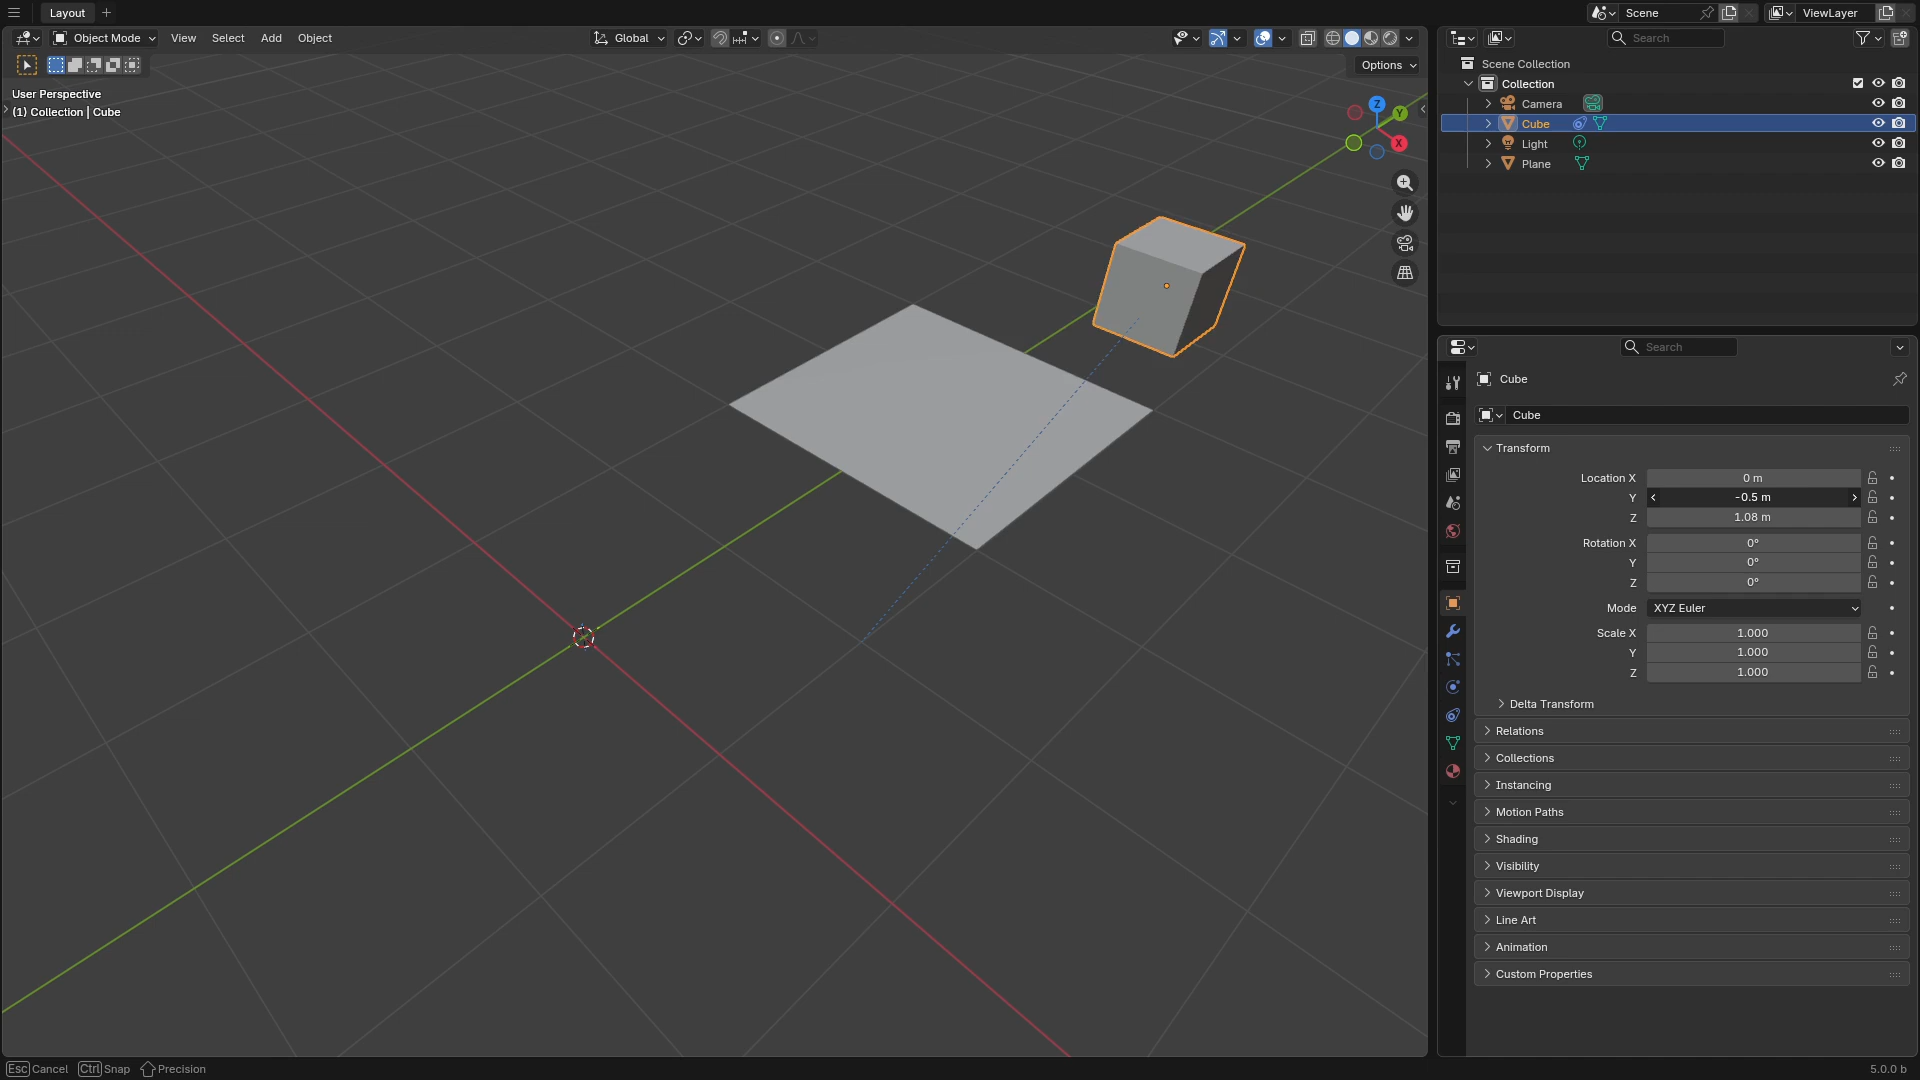 Layout
Scene
ViewLayer
Object Mode
View
Select
Add
Object
Global
Options
User Perspective
(1) Collection | Cube
Z
Y
X
Search
Scene Collection
Collection
Camera
Cube
Light
Plane
Search
Cube
Cube
Transform
Location X 0 m
Y -0.5 m
Z 1.08 m
Rotation X 0°
Y 0°
Z 0°
Mode XYZ Euler
Scale X 1.000
Y 1.000
Z 1.000
Delta Transform
Relations
Collections
Instancing
Motion Paths
Shading
Visibility
Viewport Display
Line Art
Animation
Custom Properties
Esc Cancel Ctrl Snap Precision
5.0.0 b